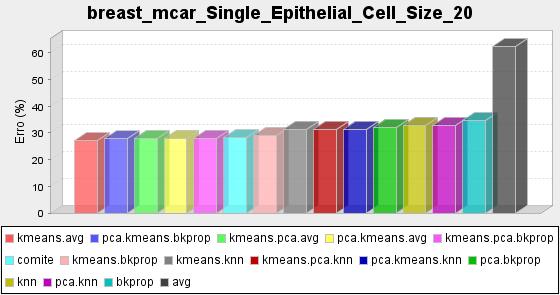 breast_mcar_Single_Epithelial_Cell_Size_20
Erro (%)
60
50
40
30
20
10
0
kmeans.avg pca.kmeans.bkprop kmeans.pca.avg pca.kmeans.avg kmeans.pca.bkprop
comite kmeans.bkprop kmeans.knn kmeans.pca.knn pca.kmeans.knn pca.bkprop
knn pca.knn bkprop avg